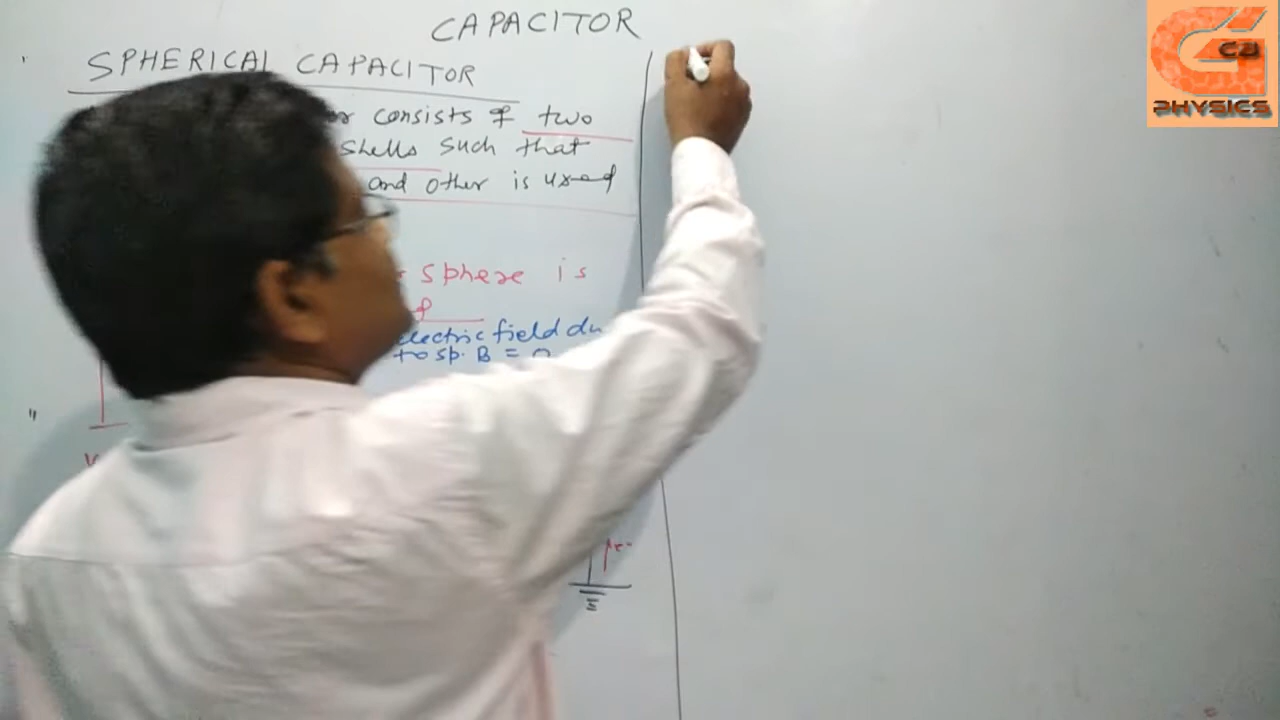 CAPACITOR
SPHERICAL CAPACITOR
consists of two
shells such that
and other is used
sphere is
electric field du
to sp. B = 0
G
CBI
PHYSICS